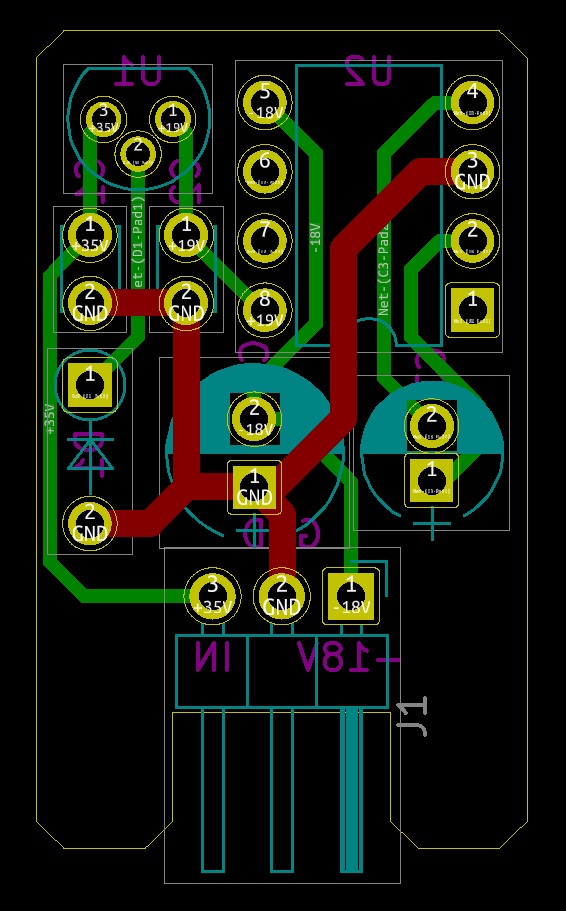 U1
U2
3
+35V
1
+19V
2
5
-18V
4
6
3
GND
1
+35V
1
+19V
7
2
et-(D1-Pad1)
-18V
Net-(C3-Pad2
2
GND
2
GND
8
+19V
1
1
2
-18V
2
+35V
1
GND
1
2
GND
G D
3
+35V
2
GND
1
-18V
IN
-18V
J1